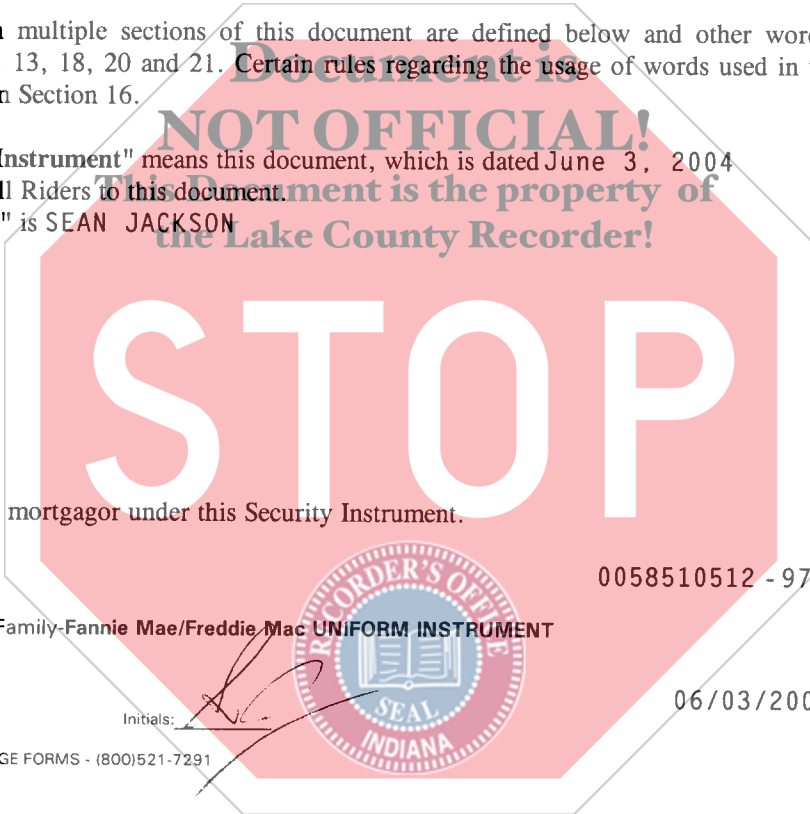 multiple sections of this document are defined below and other wor
Document is
13, 18, 20 and 21. Certain rules regarding the usage of words used in
n Section 16.
NOT OFFICIAL!
Instrument" means this document, which is dated June 3, 2004
ll Riders to this document.
This Document is the property of
" is SEAN JACKSON
the Lake County Recorder!
STOP
mortgagor under this Security Instrument.
0058510512 - 97
RECORDER'S OFFICE
Family-Fannie Mae/Freddie Mac UNIFORM INSTRUMENT
06/03/200
SEAL
Initials:
INDIANA
GE FORMS - (800)521-7291